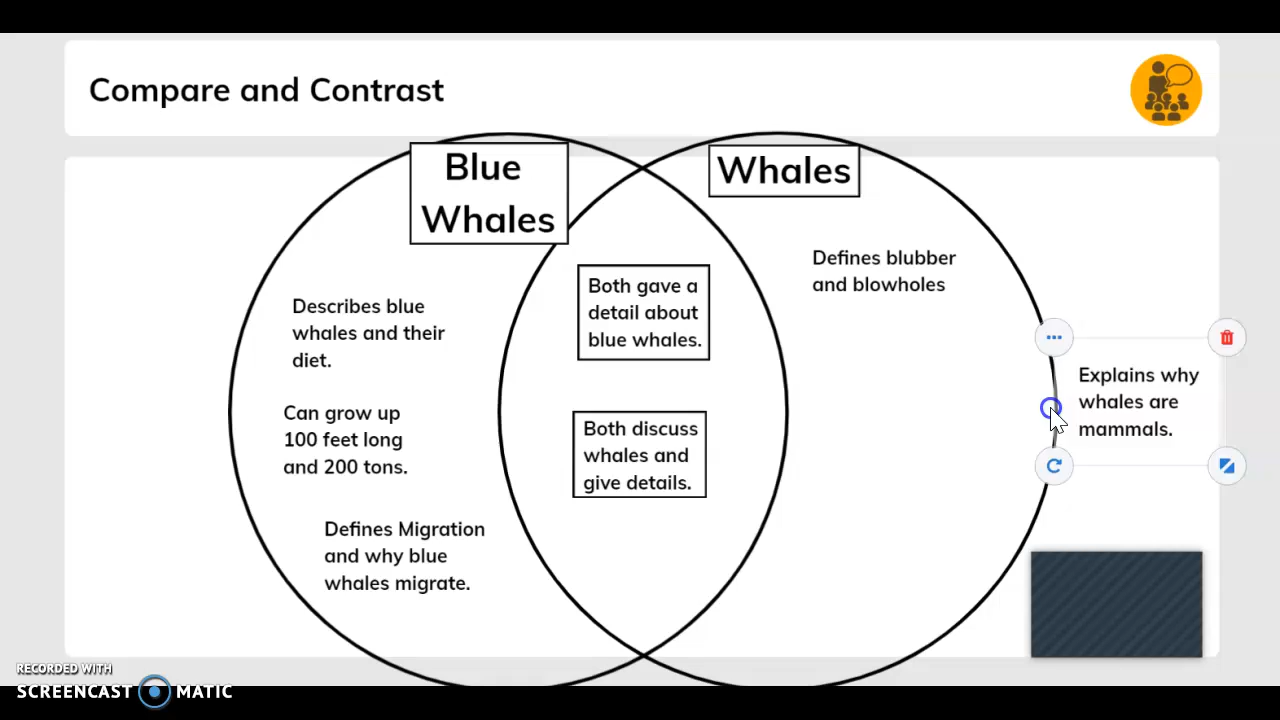 Compare and Contrast
Blue
Whales
Whales
Describes blue
whales and their
diet.
Can grow up
100 feet long
and 200 tons.
Defines Migration
and why blue
whales migrate.
Both gave a
detail about
blue whales.
Both discuss
whales and
give details.
Defines blubber
and blowholes
Explains why
whales are
mammals.
RECORDED WITH
SCREENCAST MATIC